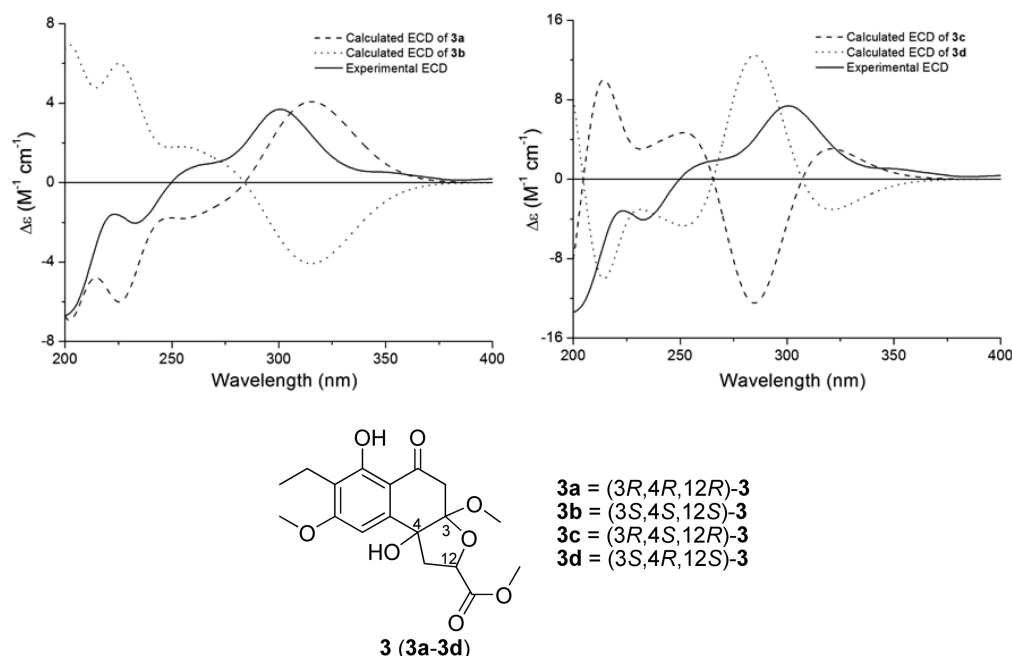 8
4
0
-4
-8
200
250
300
350
400
Wavelength (nm)
Δε (M⁻¹ cm⁻¹)
Calculated ECD of 3a
Calculated ECD of 3b
Experimental ECD
16
8
0
-8
-16
200
250
300
350
400
Wavelength (nm)
Δε (M⁻¹ cm⁻¹)
Calculated ECD of 3c
Calculated ECD of 3d
Experimental ECD
OH
O
O
4
3
O
O
HO
12
O
O
3 (3a-3d)
3a = (3R,4R,12R)-3
3b = (3S,4S,12S)-3
3c = (3R,4S,12R)-3
3d = (3S,4R,12S)-3